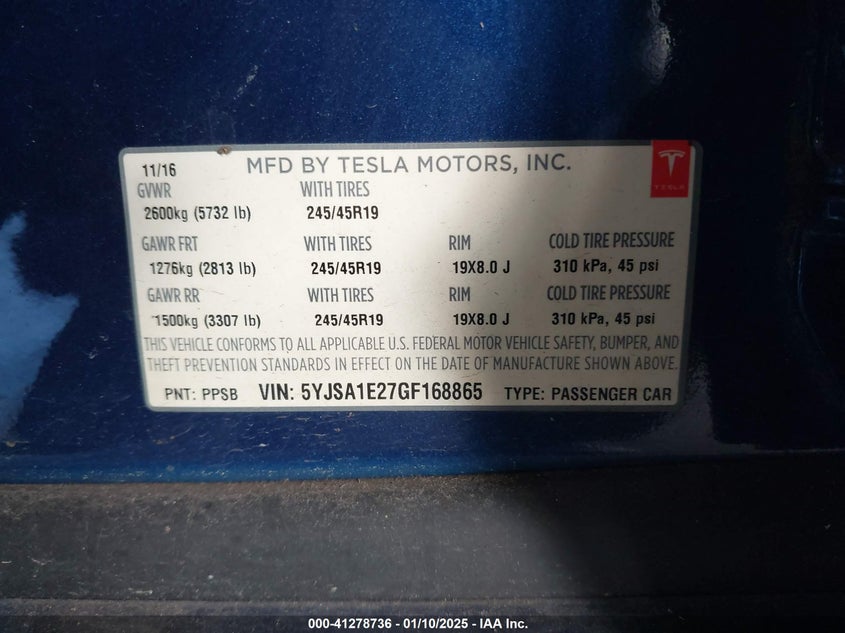 11/16 MFD BY TESLA MOTORS, INC.
TESLA
GVWR WITH TIRES
2600kg (5732 lb) 245/45R19
GAWR FRT WITH TIRES RIM COLD TIRE PRESSURE
1276kg (2813 lb) 245/45R19 19X8.0 J 310 kPa, 45 psi
GAWR RR WITH TIRES RIM COLD TIRE PRESSURE
1500kg (3307 lb) 245/45R19 19X8.0 J 310 kPa, 45 psi
THIS VEHICLE CONFORMS TO ALL APPLICABLE U.S. FEDERAL MOTOR VEHICLE SAFETY, BUMPER, AND
THEFT PREVENTION STANDARDS IN EFFECT ON THE DATE OF MANUFACTURE SHOWN ABOVE.
PNT: PPSB VIN: 5YJSA1E27GF168865 TYPE: PASSENGER CAR
000-41278736 - 01/10/2025 - IAA Inc.